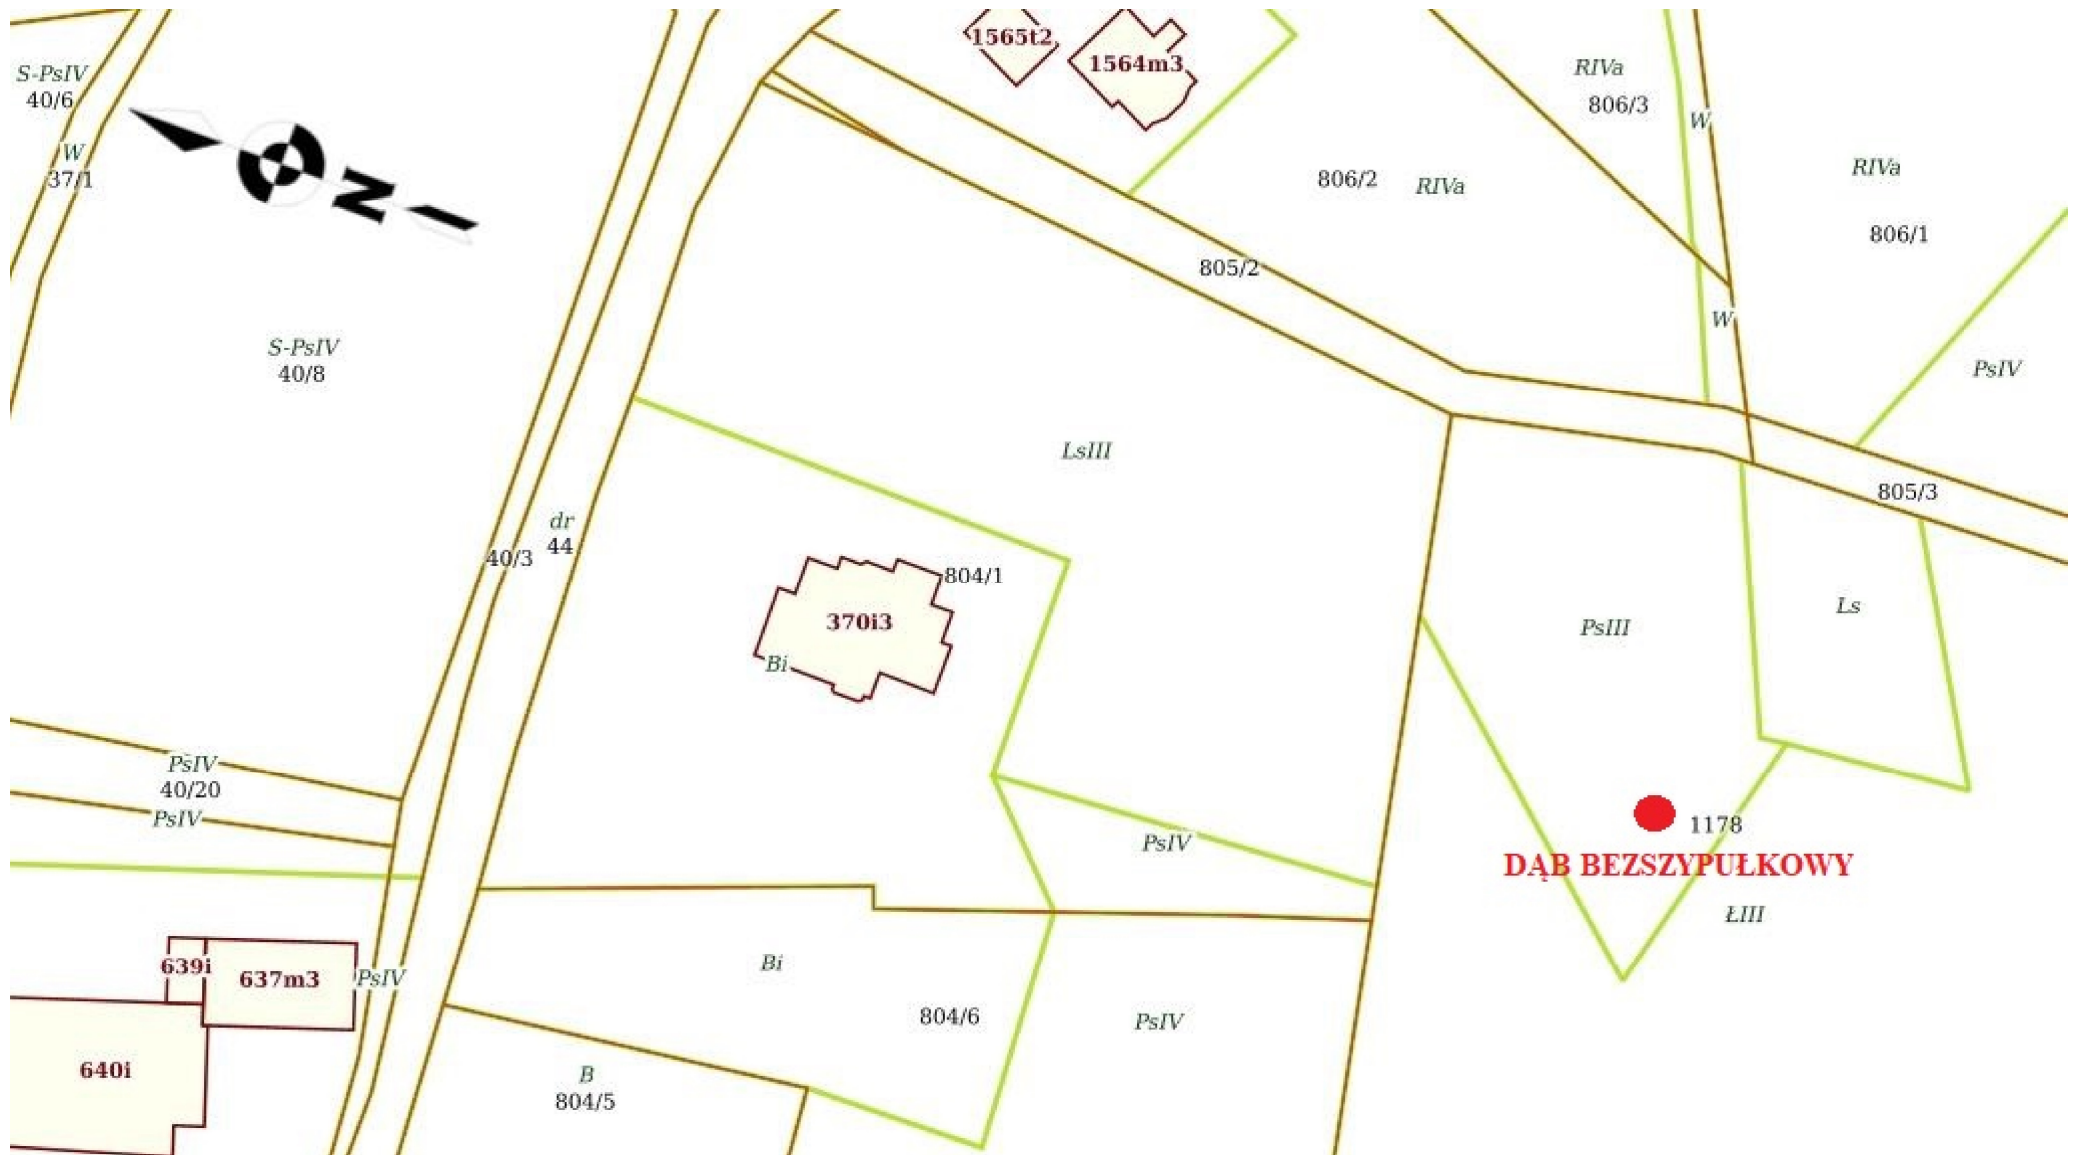 1565t2
1564m3
S-PsIV
40/6
RIVa
806/3
W
W
37/1
N
806/2
RIVa
RIVa
806/1
805/2
W
S-PsIV
40/8
PsIV
LsIII
805/3
dr
44
40/3
804/1
370i3
Bi
Ls
PsIII
PsIV
40/20
PsIV
PsIV
1178
DĄB BEZSZYPUŁKOWY
ŁIII
639i
637m3
PsIV
Bi
804/6
PsIV
640i
B
804/5